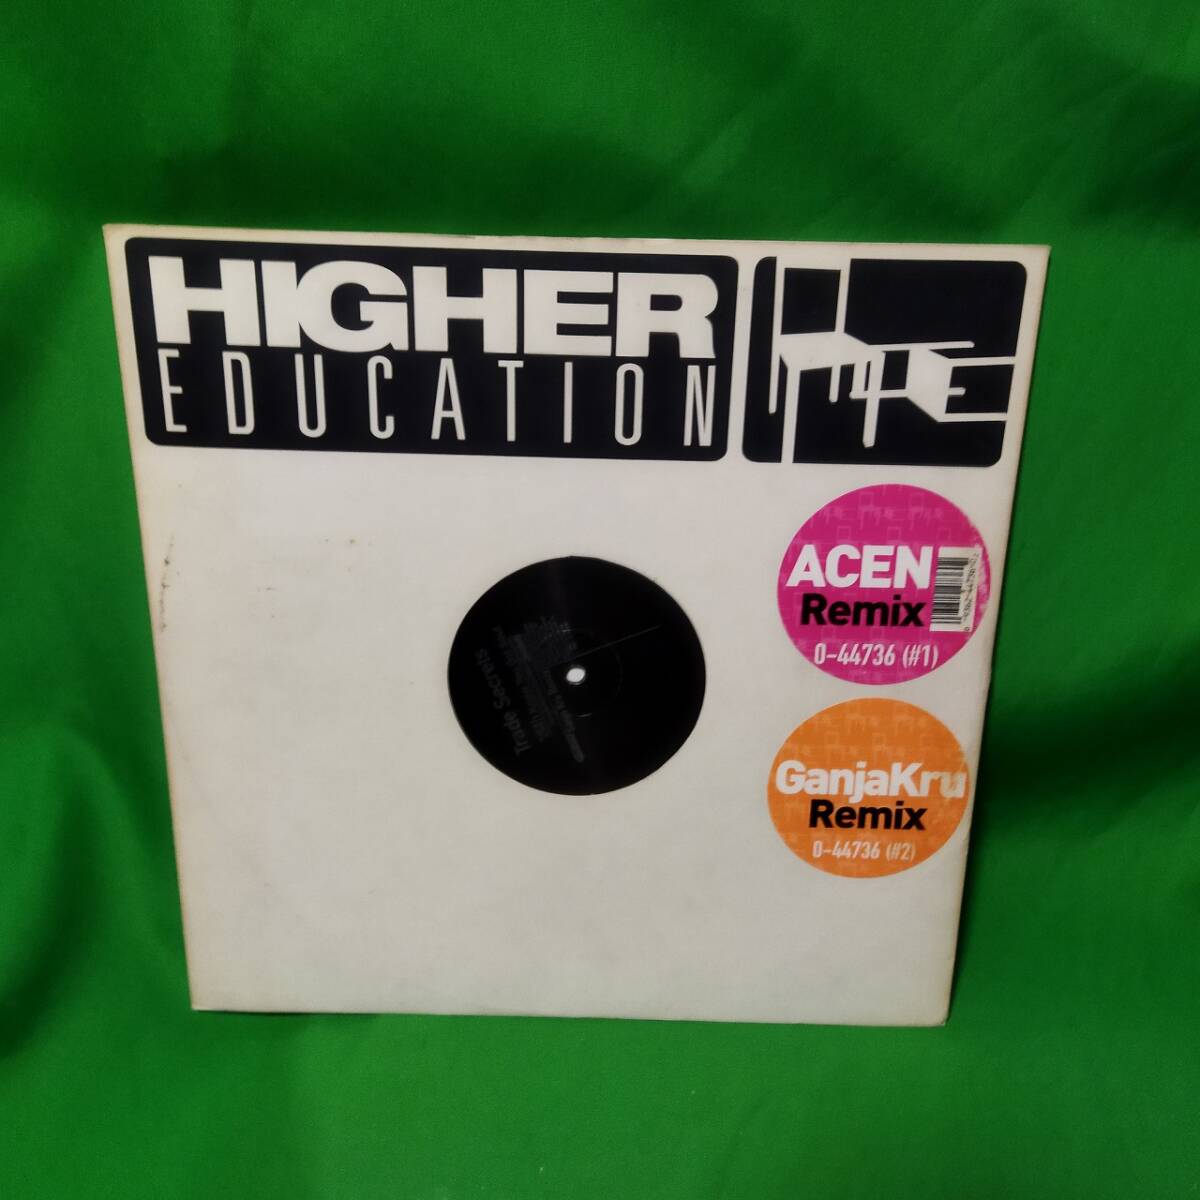 HIGHER
EDUCATION
ACEN
Remix
0-44736 (#1)
GanjaKru
Remix
0-44736 (#2)
Trade Secrets